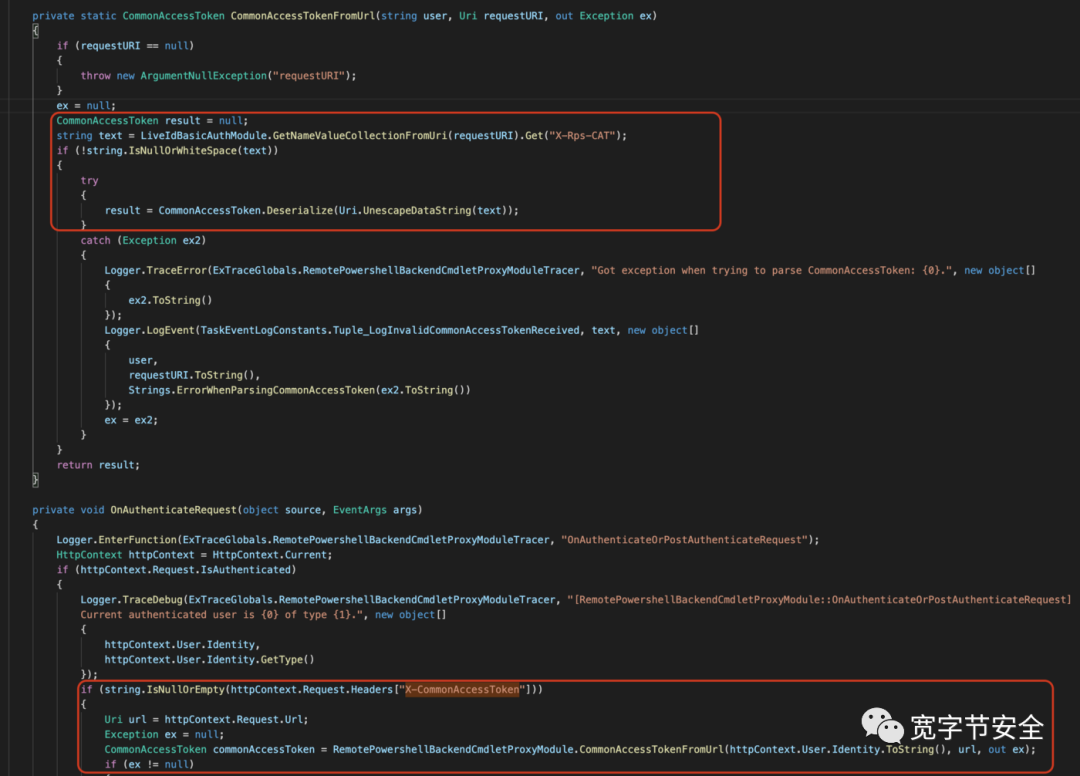 private static CommonAccessToken CommonAccessTokenFromUrl(string user, Uri requestURI, out Exception ex)
{
if (requestURI == null)
{
throw new ArgumentNullException("requestURI");
}
ex = null;
CommonAccessToken result = null;
string text = LiveIdBasicAuthModule.GetNameValueCollectionFromUri(requestURI).Get("X-Rps-CAT");
if (!string.IsNullOrWhiteSpace(text))
{
try
{
result = CommonAccessToken.Deserialize(Uri.UnescapeDataString(text));
}
catch (Exception ex2)
{
Logger.TraceError(ExTraceGlobals.RemotePowershellBackendCmdletProxyModuleTracer, "Got exception when trying to parse CommonAccessToken: {0}.", new object[]
{
ex2.ToString()
});
Logger.LogEvent(TaskEventLogConstants.Tuple_LogInvalidCommonAccessTokenReceived, text, new object[]
{
user,
requestURI.ToString(),
Strings.ErrorWhenParsingCommonAccessToken(ex2.ToString())
});
ex = ex2;
}
}
return result;
}
private void OnAuthenticateRequest(object source, EventArgs args)
{
Logger.EnterFunction(ExTraceGlobals.RemotePowershellBackendCmdletProxyModuleTracer, "OnAuthenticateOrPostAuthenticateRequest");
HttpContext httpContext = HttpContext.Current;
if (httpContext.Request.IsAuthenticated)
{
Logger.TraceDebug(ExTraceGlobals.RemotePowershellBackendCmdletProxyModuleTracer, "[RemotePowershellBackendCmdletProxyModule::OnAuthenticateOrPostAuthenticateRequest]
Current authenticated user is {0} of type {1}.", new object[]
{
httpContext.User.Identity,
httpContext.User.Identity.GetType()
});
if (string.IsNullOrEmpty(httpContext.Request.Headers["X-CommonAccessToken"]))
{
Uri url = httpContext.Request.Url;
Exception ex = null;
CommonAccessToken commonAccessToken = RemotePowershellBackendCmdletProxyModule.CommonAccessTokenFromUrl(httpContext.User.Identity.ToString(), url, out ex);
if (ex != null)
宽字节安全